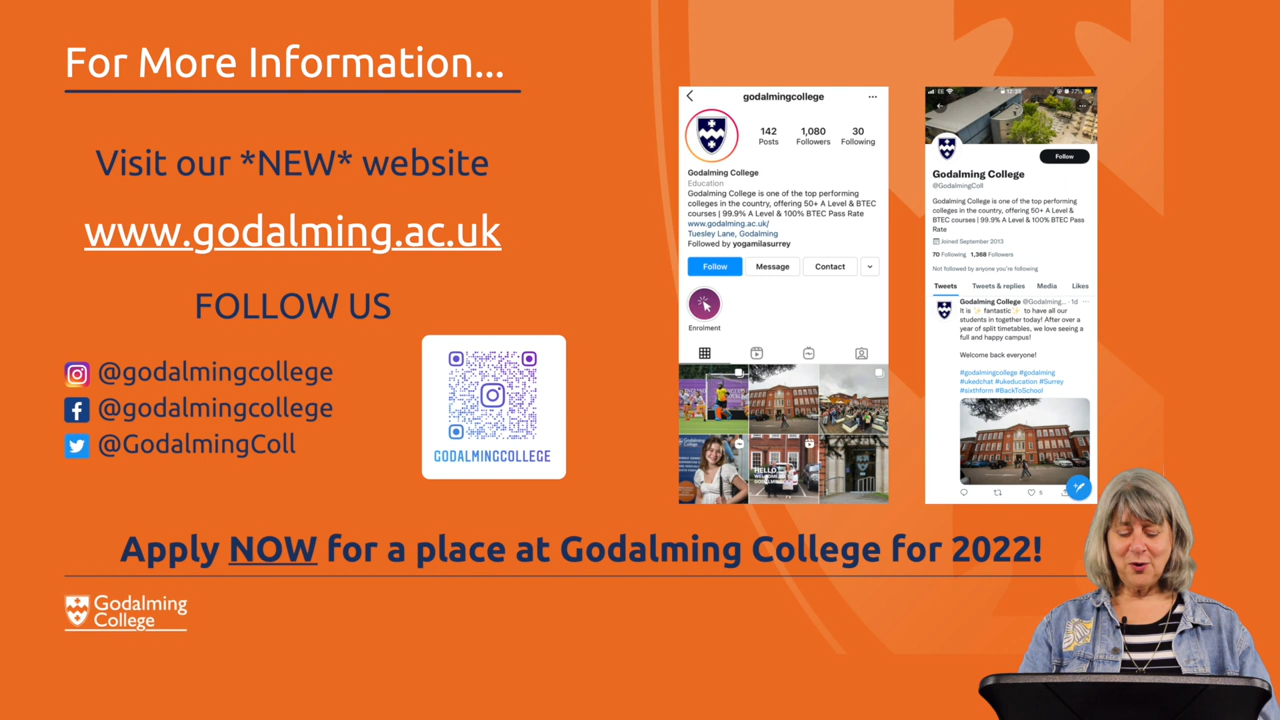 For More Information...
Visit our *NEW* website
www.godalming.ac.uk
FOLLOW US
@godalmingcollege
@godalmingcollege
@GodalmingColl
GODALMINGCOLLEGE
godalmingcollege
142 1,080 30
Posts Followers Following
Godalming College
Education
Godalming College is one of the top performing
colleges in the country, offering 50+ A Level & BTEC
courses | 99.9% A Level & 100% BTEC Pass Rate
www.godalming.ac.uk/
Tuesley Lane, Godalming
Followed by yogamilasurrey
Follow Message Contact
Enrolment
HELLO
EE 77%
Follow
Godalming College
@GodalmingColl
Godalming College is one of the top performing
colleges in the country, offering 50+ A Level &
BTEC courses | 99.9% A Level & 100% BTEC Pass
Rate
Joined September 2013
70 Following 1,368 Followers
Not followed by anyone you're following
Tweets Tweets & replies Media Likes
Godalming College @Godalming... · 1d
It is ✨ fantastic✨ to have all our
students in together today! After over a
year of split timetables, we love seeing a
full and happy campus!
Welcome back everyone!
#godalmingcollege #godalming
#ukedchat #ukeducation #Surrey
#sixthform #BackToSchool
Apply NOW for a place at Godalming College for 2022!
Godalming
College